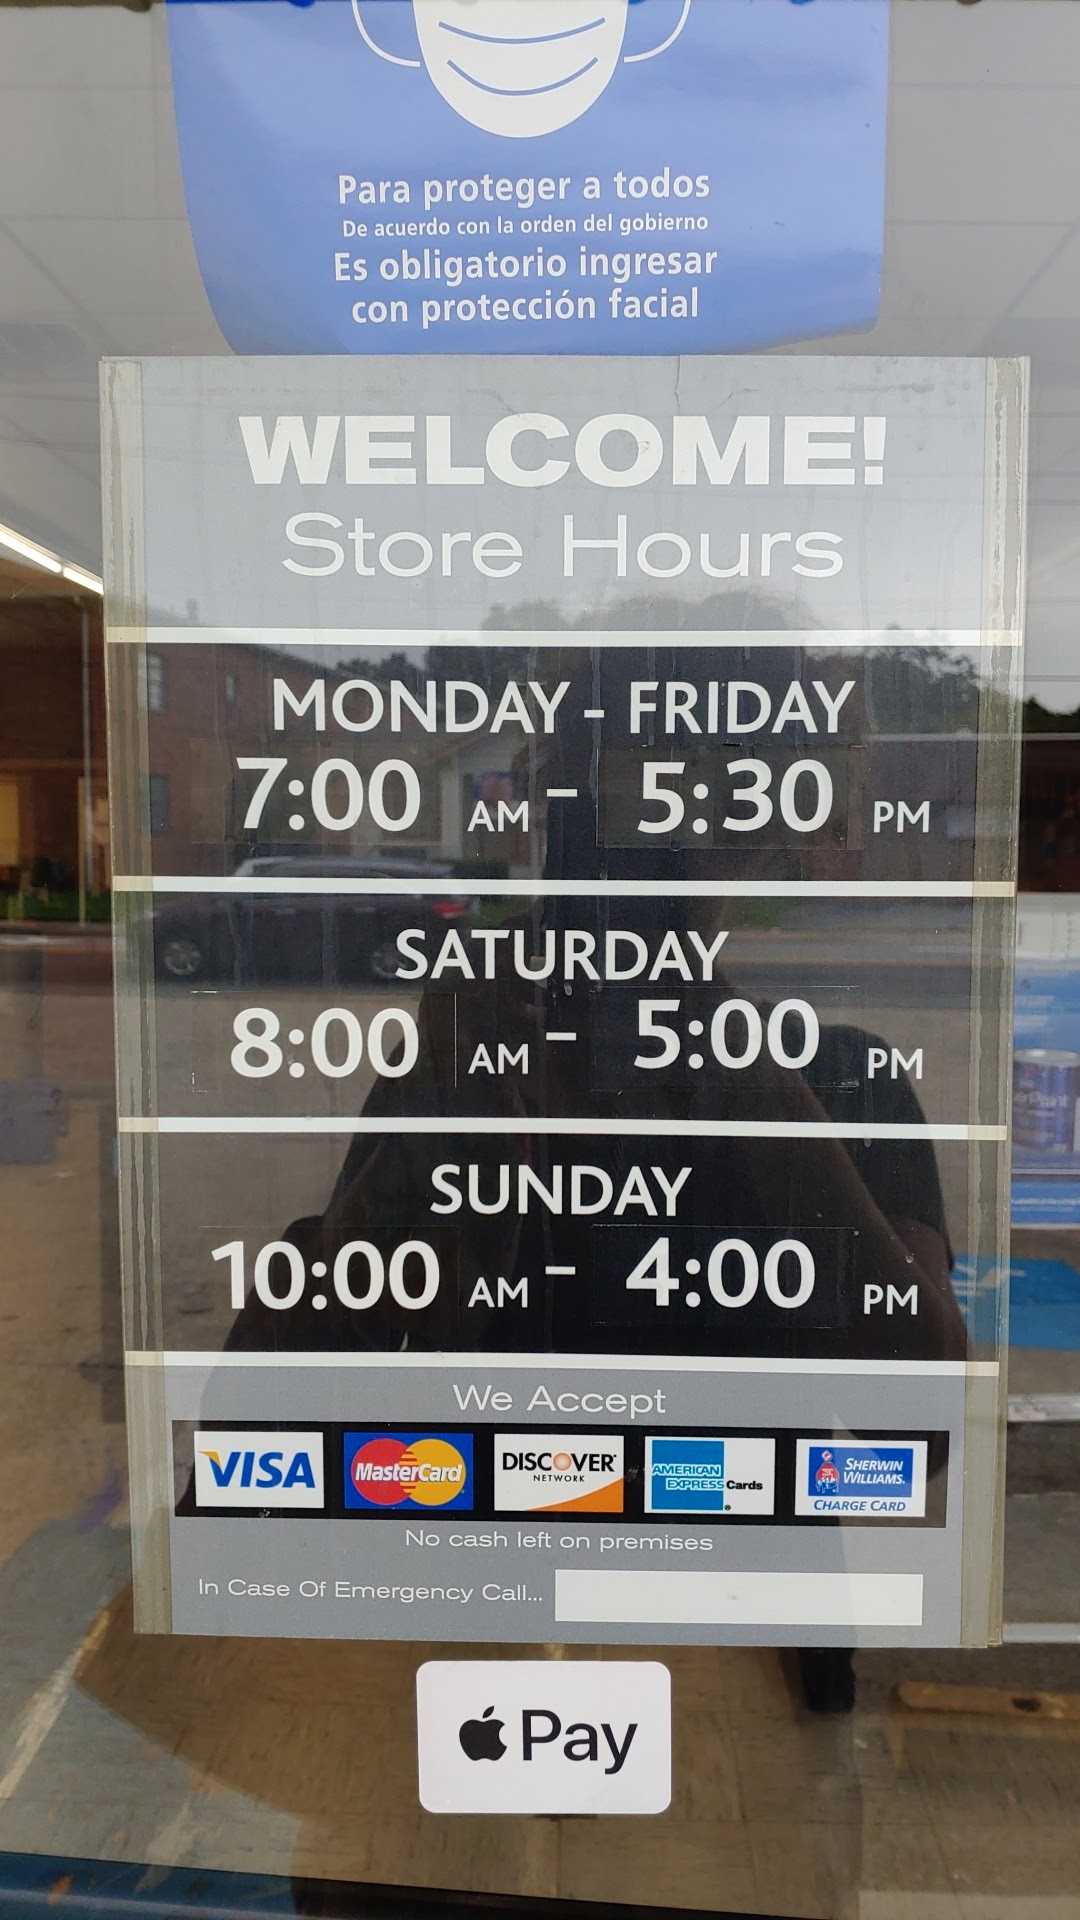 Para proteger a todos
De acuerdo con la orden del gobierno
Es obligatorio ingresar
con protección facial
WELCOME!
Store Hours
MONDAY - FRIDAY
7:00 AM - 5:30 PM
SATURDAY
8:00 AM - 5:00 PM
SUNDAY
10:00 AM - 4:00 PM
We Accept
VISA
MasterCard
DISCOVER
NETWORK
AMERICAN
EXPRESS Cards
SHERWIN
WILLIAMS.
CHARGE CARD
No cash left on premises
In Case Of Emergency Call...
Pay